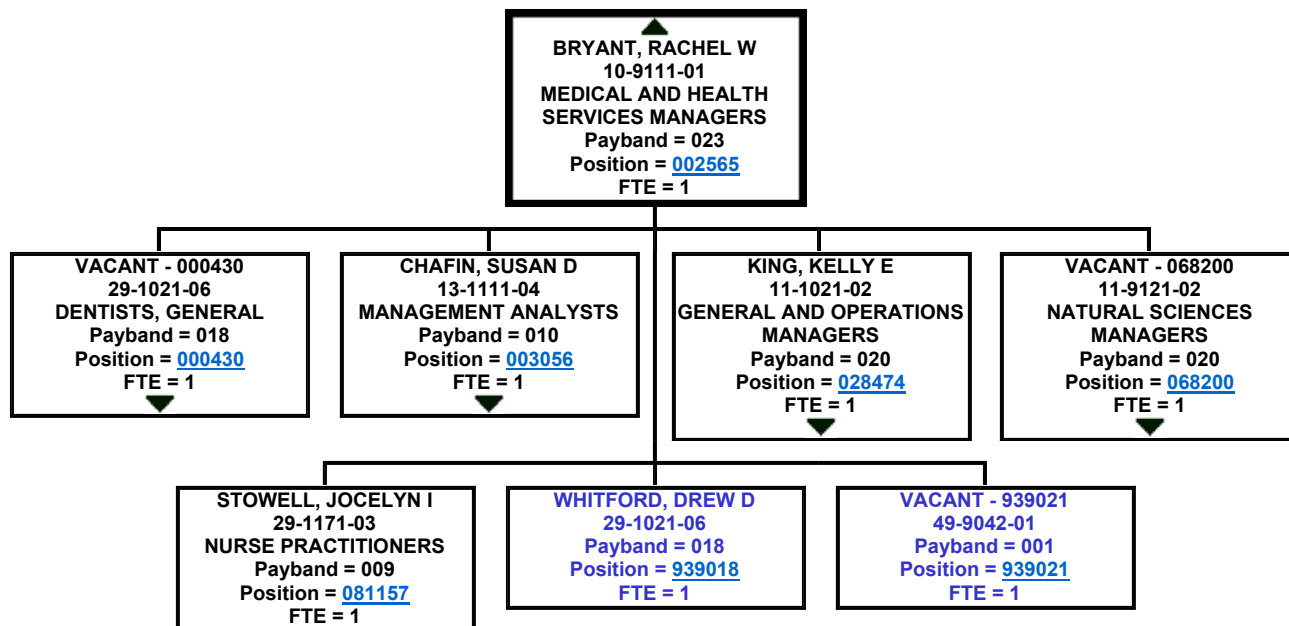 BRYANT, RACHEL W
10-9111-01
MEDICAL AND HEALTH
SERVICES MANAGERS
Payband = 023
Position = 002565
FTE = 1
VACANT - 000430
29-1021-06
DENTISTS, GENERAL
Payband = 018
Position = 000430
FTE = 1
CHAFIN, SUSAN D
13-1111-04
MANAGEMENT ANALYSTS
Payband = 010
Position = 003056
FTE = 1
KING, KELLY E
11-1021-02
GENERAL AND OPERATIONS
MANAGERS
Payband = 020
Position = 028474
FTE = 1
VACANT - 068200
11-9121-02
NATURAL SCIENCES
MANAGERS
Payband = 020
Position = 068200
FTE = 1
STOWELL, JOCELYN I
29-1171-03
NURSE PRACTITIONERS
Payband = 009
Position = 081157
FTE = 1
WHITFORD, DREW D
29-1021-06
Payband = 018
Position = 939018
FTE = 1
VACANT - 939021
49-9042-01
Payband = 001
Position = 939021
FTE = 1